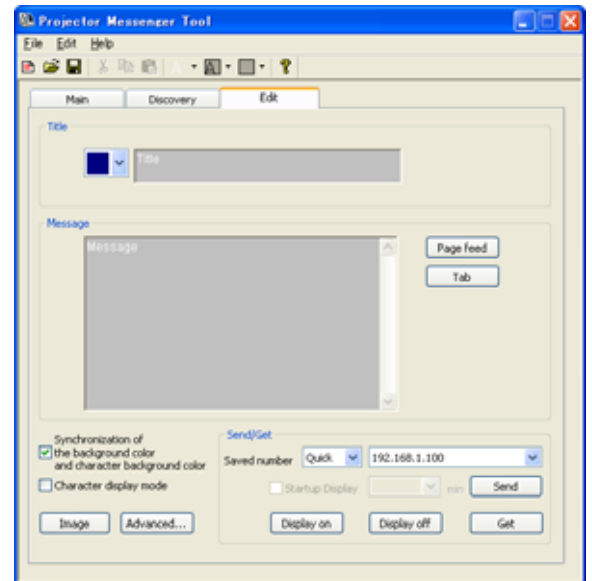 Projector Messenger Tool
File Edit Help
Main Discovery Edit
Title
Title
Message
Message
Page feed
Tab
Synchronization of
the background color
and character background color
Character display mode
Image Advanced...
Send/Get
Saved number Quick 192.168.1.100
Startup Display min Send
Display on Display off Get